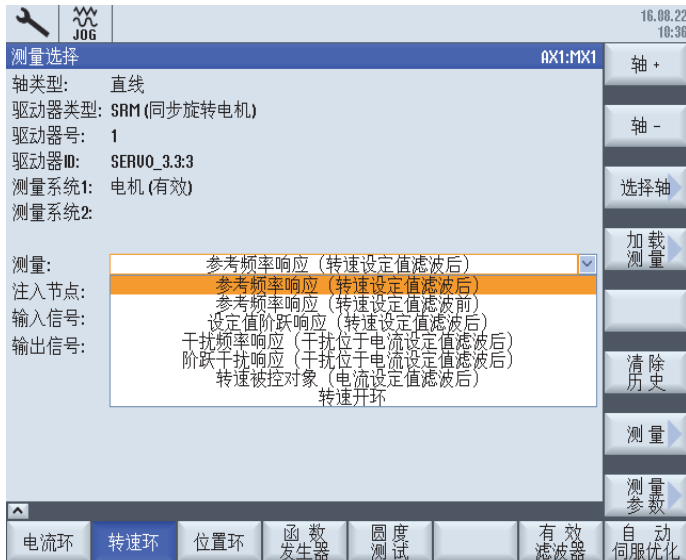 JOG
16.08.22
18:36
测量选择 AX1:MX1
轴类型: 直线
驱动器类型: SRM (同步旋转电机)
驱动器号: 1
驱动器ID: SERVO_3.3:3
测量系统1: 电机 (有效)
测量系统2:
测量: 参考频率响应（转速设定值滤波后）
注入节点:
输入信号:
输出信号:
参考频率响应（转速设定值滤波后）
参考频率响应（转速设定值滤波前）
设定值阶跃响应（转速设定值滤波后）
干扰频率响应（干扰位于电流设定值滤波后）
阶跃干扰响应（干扰位于电流设定值滤波后）
转速被控对象（电流设定值滤波后）
转速开环
轴 +
轴 -
选择轴
加载
测量
清除
历史
测量
测量
参数
电流环
转速环
位置环
函数
发生器
圆度
测试
有效
滤波器
自动
伺服优化